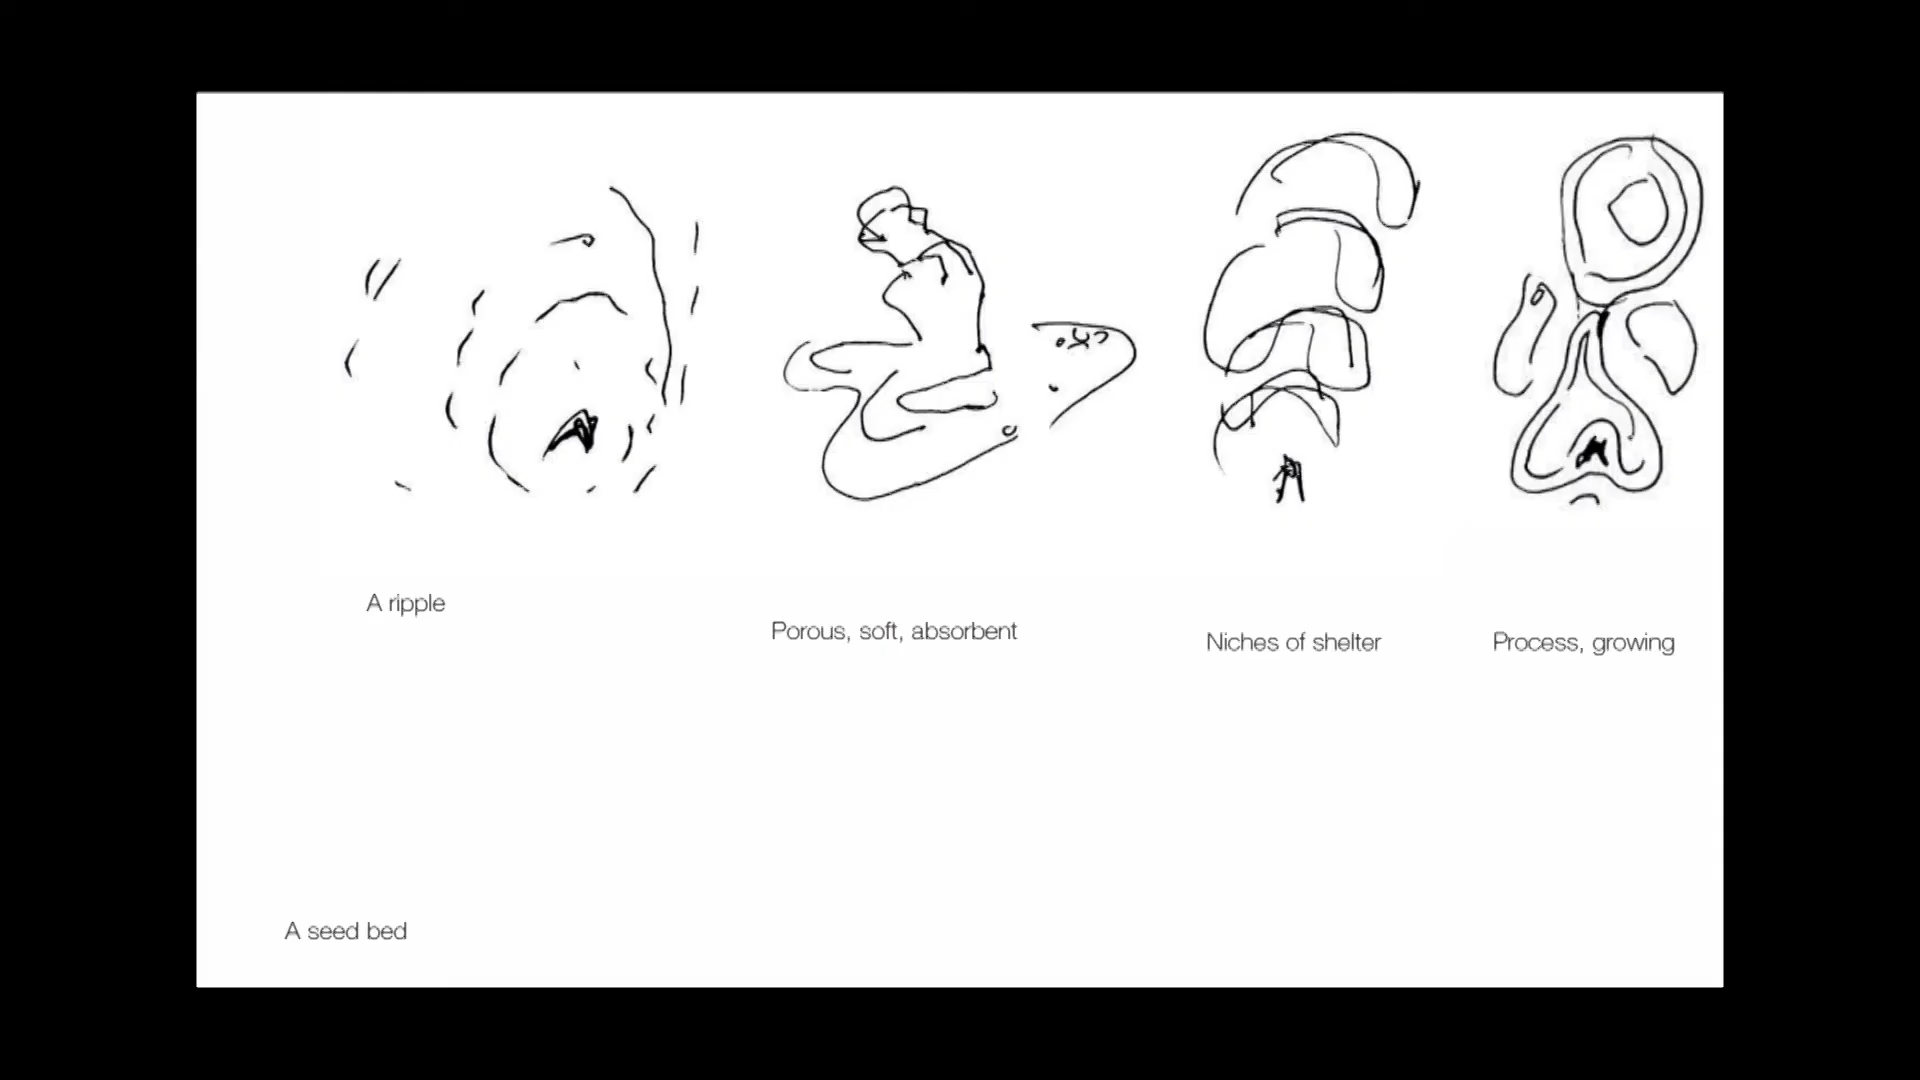 A ripple
Porous, soft, absorbent
Niches of shelter
Process, growing
A seed bed